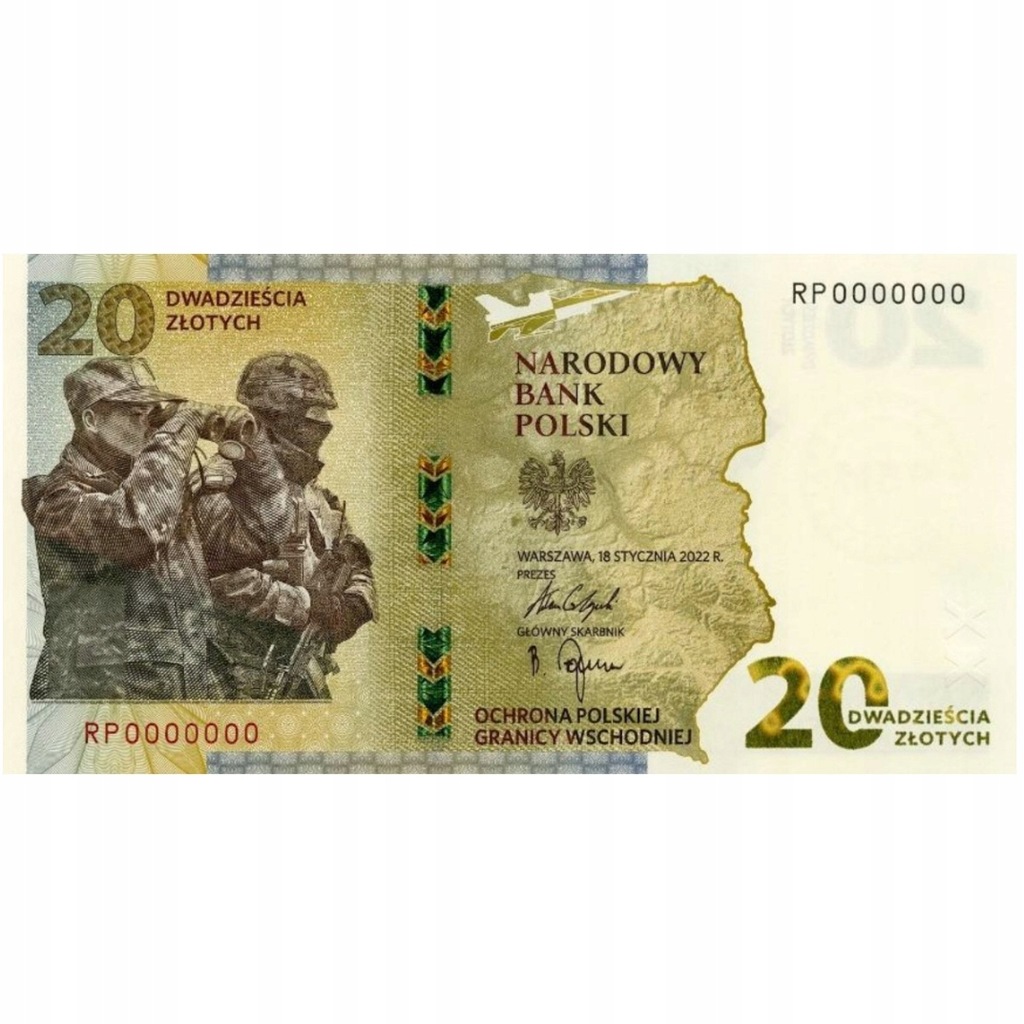 20
DWADZIEŚCIA
ZŁOTYCH
RP0000000
NARODOWY
BANK
POLSKI
WARSZAWA, 18 STYCZNIA 2022 R.
PREZES
GŁÓWNY SKARBNIK
OCHRONA POLSKIEJ
GRANICY WSCHODNIEJ
RP0000000
20
DWADZIEŚCIA
ZŁOTYCH